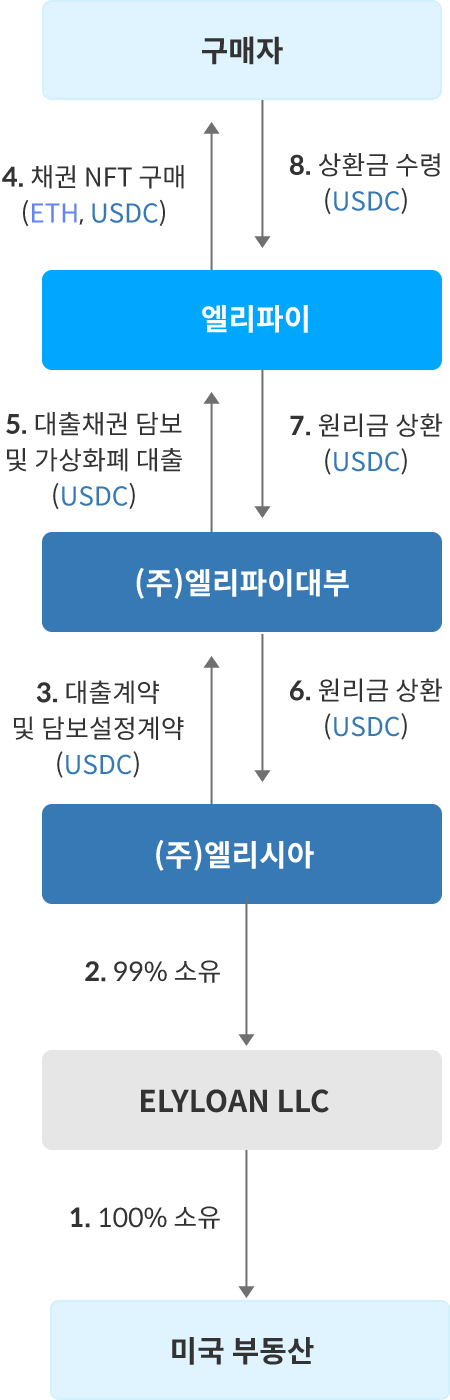 구매자
4. 채권 NFT 구매
(ETH, USDC)
8. 상환금 수령
(USDC)
엘리파이
5. 대출채권 담보
및 가상화폐 대출
(USDC)
7. 원리금 상환
(USDC)
(주)엘리파이대부
3. 대출계약
및 담보설정계약
(USDC)
6. 원리금 상환
(USDC)
(주)엘리시아
2. 99% 소유
ELYLOAN LLC
1. 100% 소유
미국 부동산